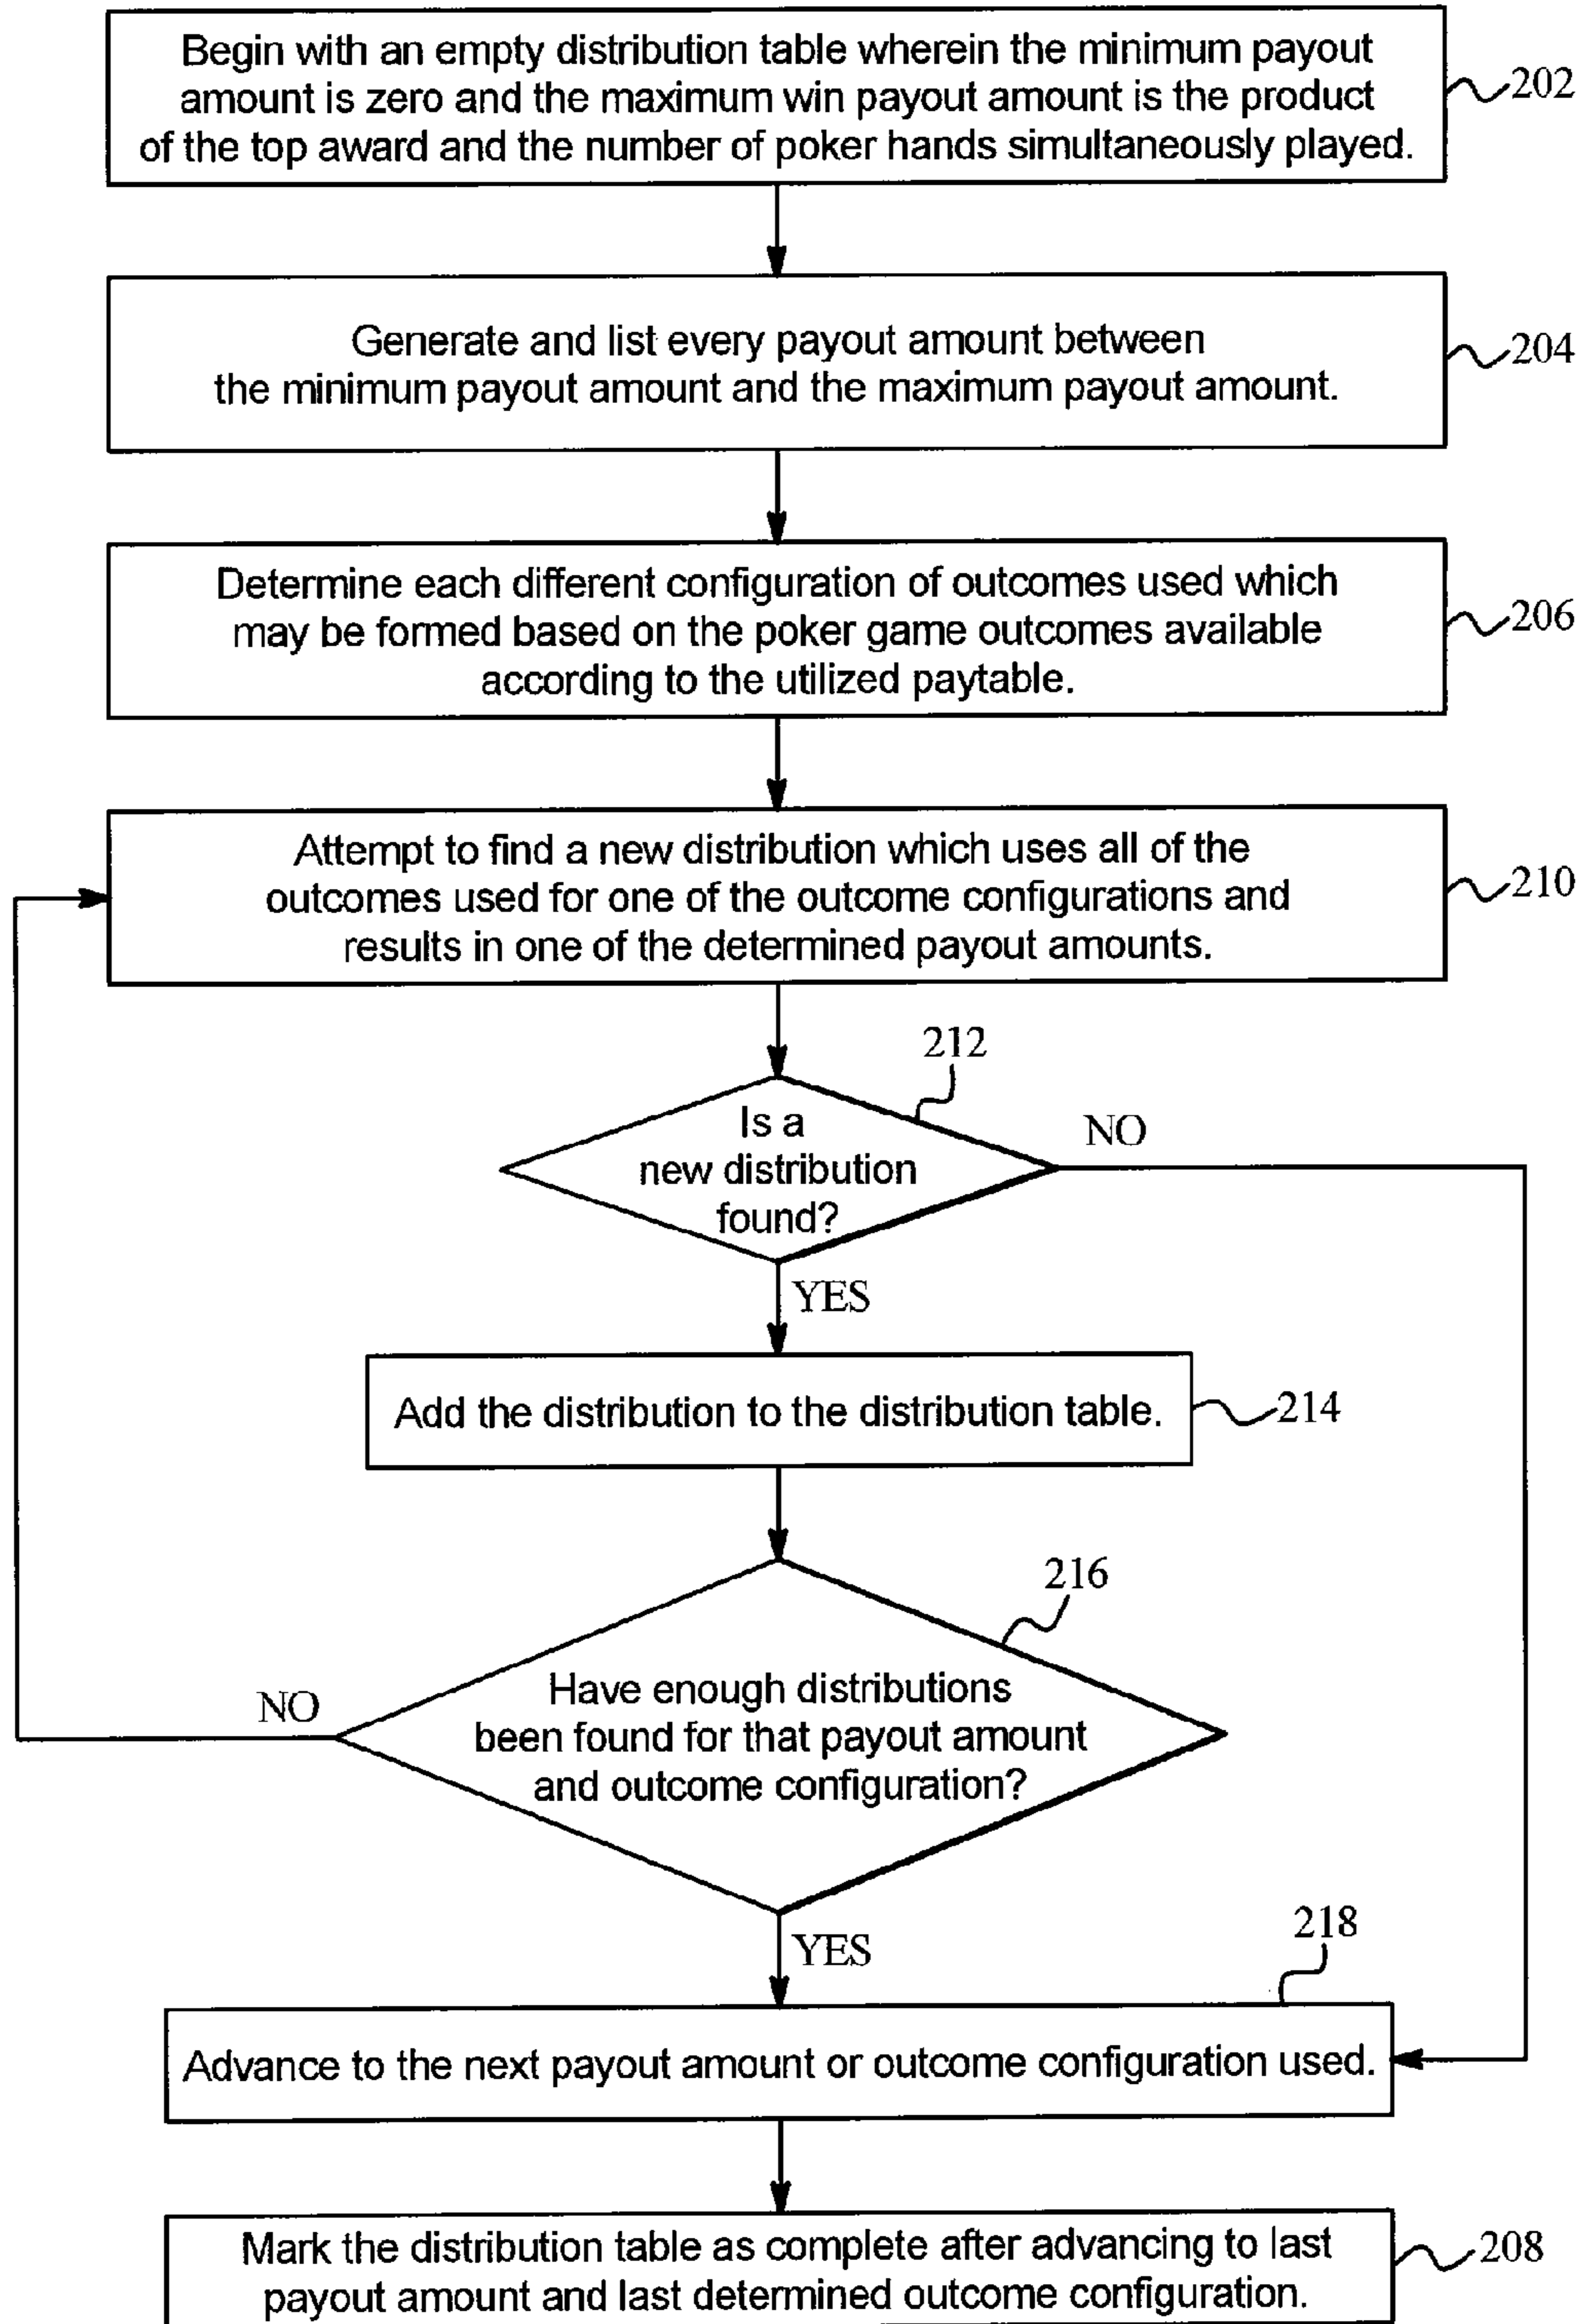 Begin with an empty distribution table wherein the minimum payout
amount is zero and the maximum win payout amount is the product
of the top award and the number of poker hands simultaneously played.
202
Generate and list every payout amount between
the minimum payout amount and the maximum payout amount.
204
Determine each different configuration of outcomes used which
may be formed based on the poker game outcomes available
according to the utilized paytable.
206
Attempt to find a new distribution which uses all of the
outcomes used for one of the outcome configurations and
results in one of the determined payout amounts.
210
212
Is a
new distribution
found?
NO
YES
Add the distribution to the distribution table.
214
216
Have enough distributions
been found for that payout amount
and outcome configuration?
NO
YES
218
Advance to the next payout amount or outcome configuration used.
Mark the distribution table as complete after advancing to last
payout amount and last determined outcome configuration.
208